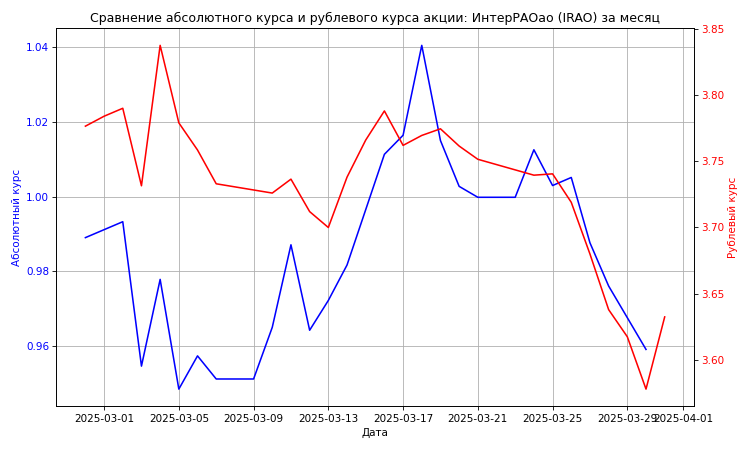 Сравнение абсолютного курса и рублевого курса акции: ИнтерРАОао (IRAO) за месяц
1.04
1.02
1.00
0.98
0.96
Абсолютный курс
3.85
3.80
3.75
3.70
3.65
3.60
Рублевый курс
2025-03-01 2025-03-05 2025-03-09 2025-03-13 2025-03-17 2025-03-21 2025-03-25 2025-03-29 2025-04-01
Дата